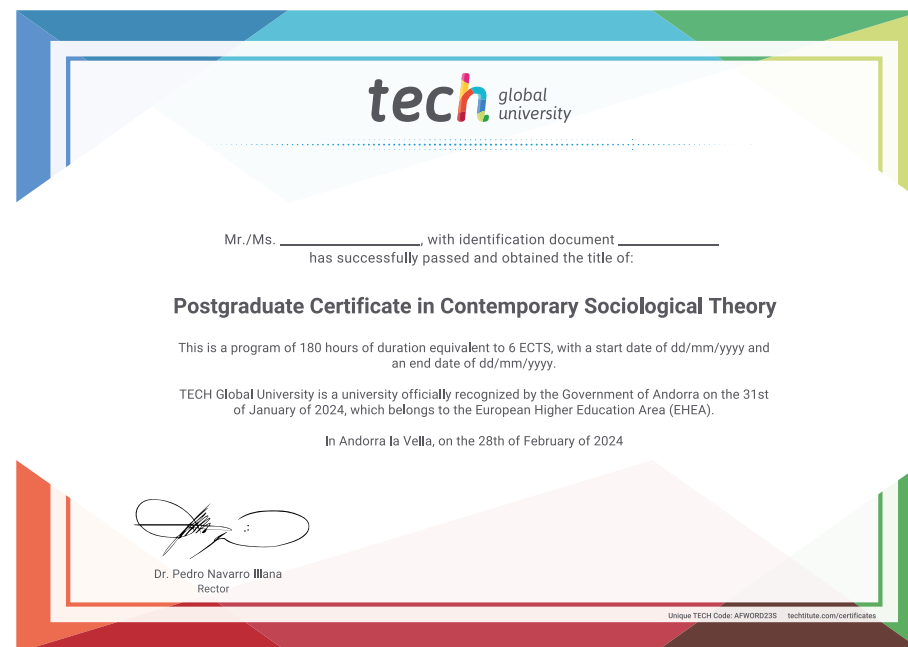 tech global university
Mr./Ms. ____________, with identification document ____________
has successfully passed and obtained the title of:
Postgraduate Certificate in Contemporary Sociological Theory
This is a program of 180 hours of duration equivalent to 6 ECTS, with a start date of dd/mm/yyyy and
an end date of dd/mm/yyyy.
TECH Global University is a university officially recognized by the Government of Andorra on the 31st
of January of 2024, which belongs to the European Higher Education Area (EHEA).
In Andorra la Vella, on the 28th of February of 2024
Dr. Pedro Navarro Illana
Rector
Unique TECH Code: AFWORD23S techtitute.com/certificates